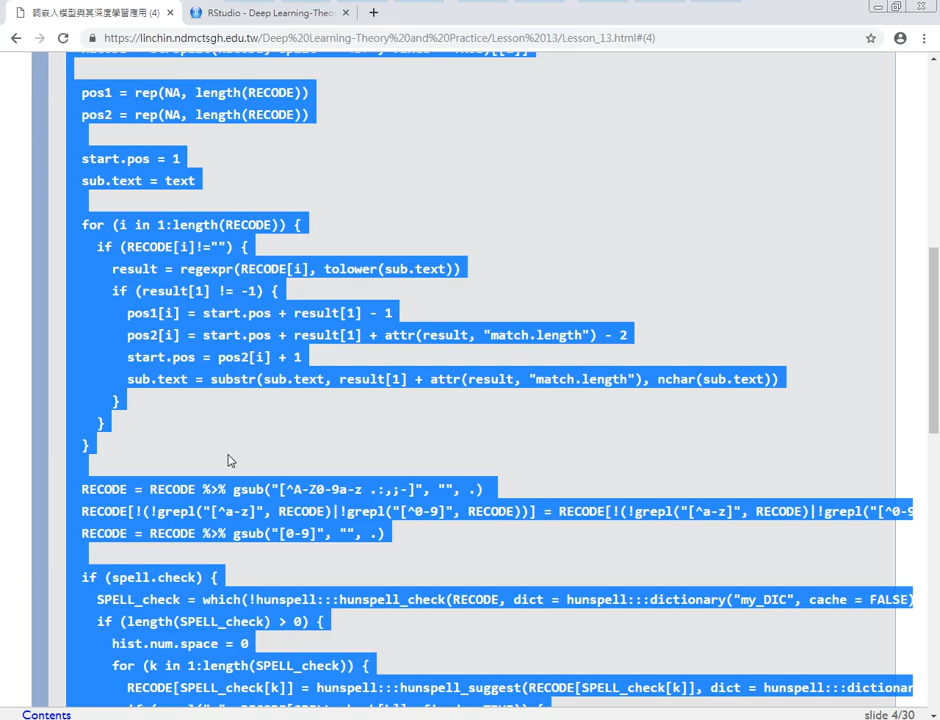 詞嵌入模型與其深度學習應用 (4)
RStudio - Deep Learning-Theo
https://linchin.ndmctsgh.edu.tw/Deep%20Learning-Theory%20and%20Practice/Lesson%2013/Lesson_13.html#(4)
pos1 = rep(NA, length(RECODE))
pos2 = rep(NA, length(RECODE))
start.pos = 1
sub.text = text
for (i in 1:length(RECODE)) {
if (RECODE[i]!="") {
result = regexpr(RECODE[i], tolower(sub.text))
if (result[1] != -1) {
pos1[i] = start.pos + result[1] - 1
pos2[i] = start.pos + result[1] + attr(result, "match.length") - 2
start.pos = pos2[i] + 1
sub.text = substr(sub.text, result[1] + attr(result, "match.length"), nchar(sub.text))
}
}
}
RECODE = RECODE %>% gsub("[^A-Z0-9a-z .:,;-]", "", .)
RECODE[!(!grepl("[^a-z]", RECODE)|!grepl("[^0-9]", RECODE))] = RECODE[!(!grepl("[^a-z]", RECODE)|!grepl("[^0-9
RECODE = RECODE %>% gsub("[0-9]", "", .)
if (spell.check) {
SPELL_check = which(!hunspell:::hunspell_check(RECODE, dict = hunspell:::dictionary("my_DIC", cache = FALSE)
if (length(SPELL_check) > 0) {
hist.num.space = 0
for (k in 1:length(SPELL_check)) {
RECODE[SPELL_check[k]] = hunspell:::hunspell_suggest(RECODE[SPELL_check[k]], dict = hunspell:::dictionar
Contents
slide 4/30